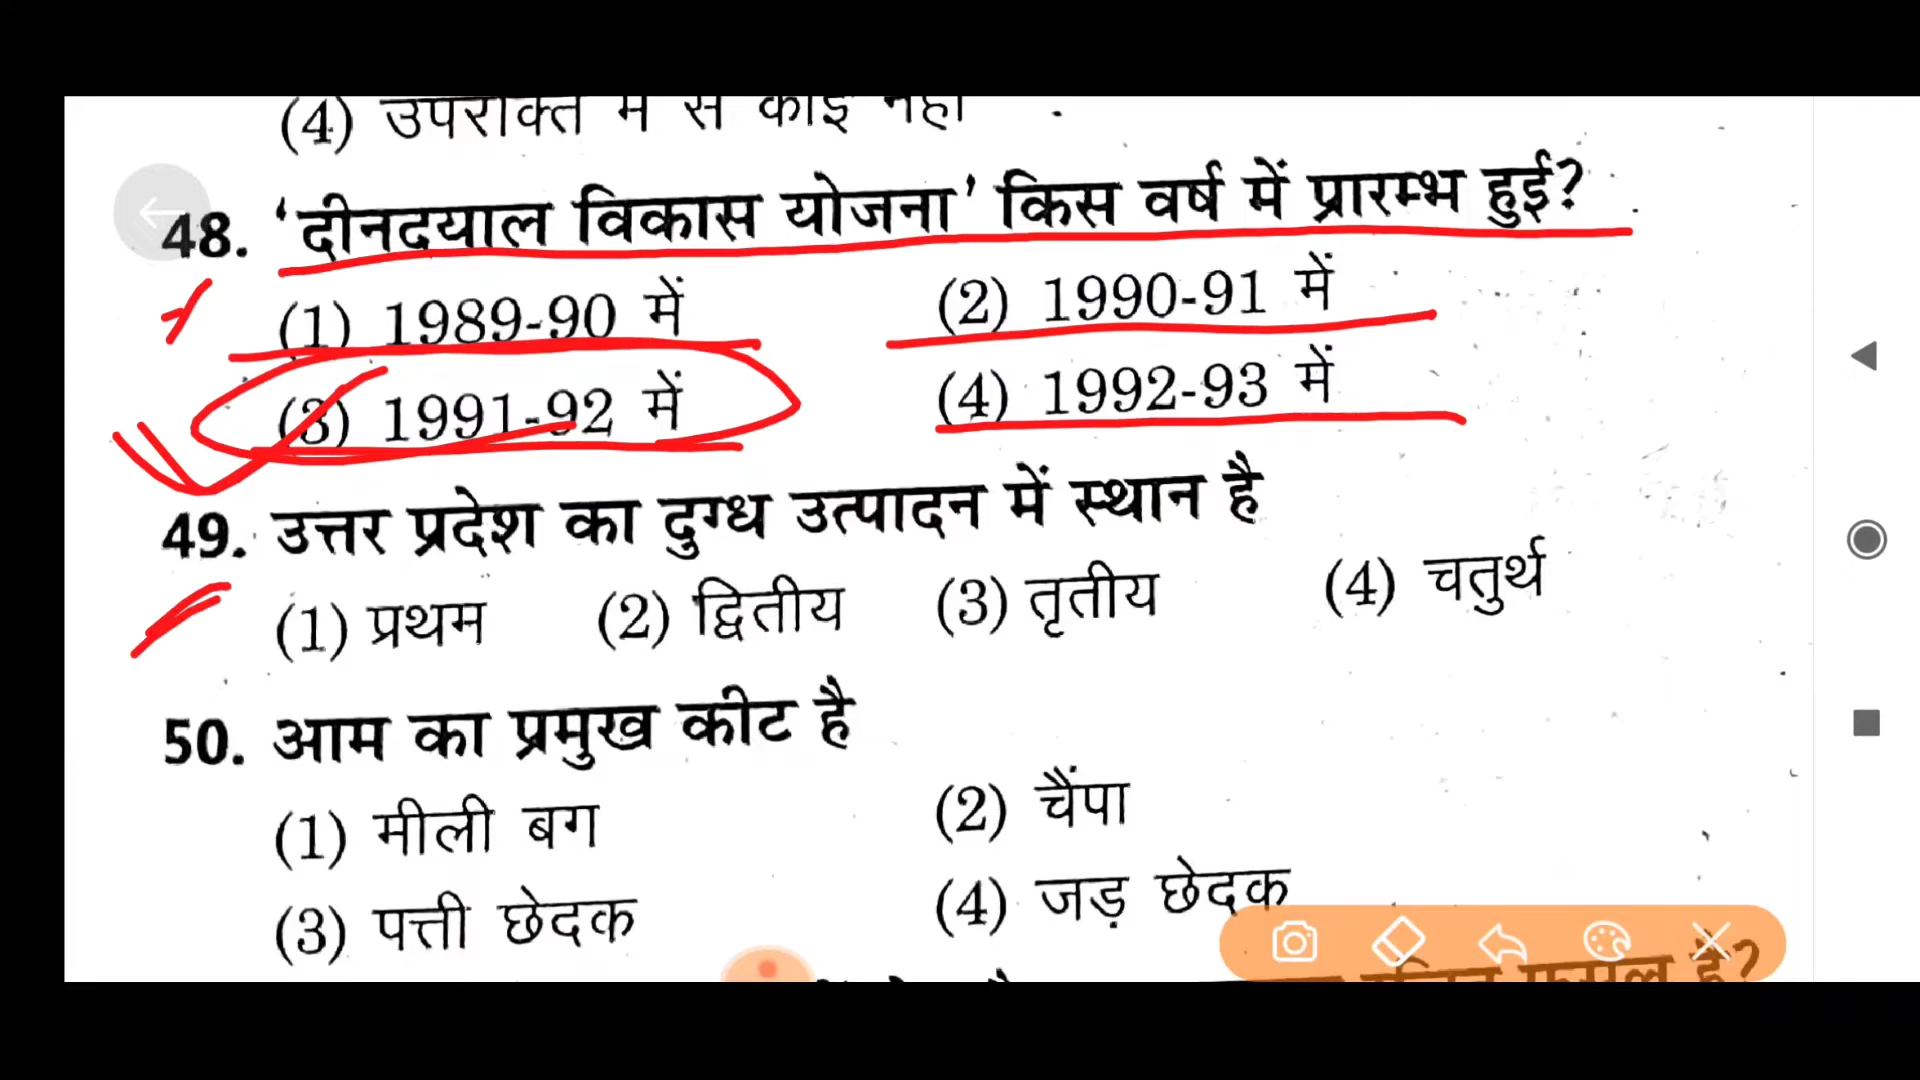 (4) उपरोक्त में से कोई नहीं
48. ‘दीनदयाल विकास योजना’ किस वर्ष में प्रारम्भ हुई?
(1) 1989-90 में (2) 1990-91 में
(3) 1991-92 में (4) 1992-93 में
49. उत्तर प्रदेश का दुग्ध उत्पादन में स्थान है
(1) प्रथम (2) द्वितीय (3) तृतीय (4) चतुर्थ
50. आम का प्रमुख कीट है
(1) मीली बग (2) चैंपा
(3) पत्ती छेदक (4) जड़ छेदक
फसल है?